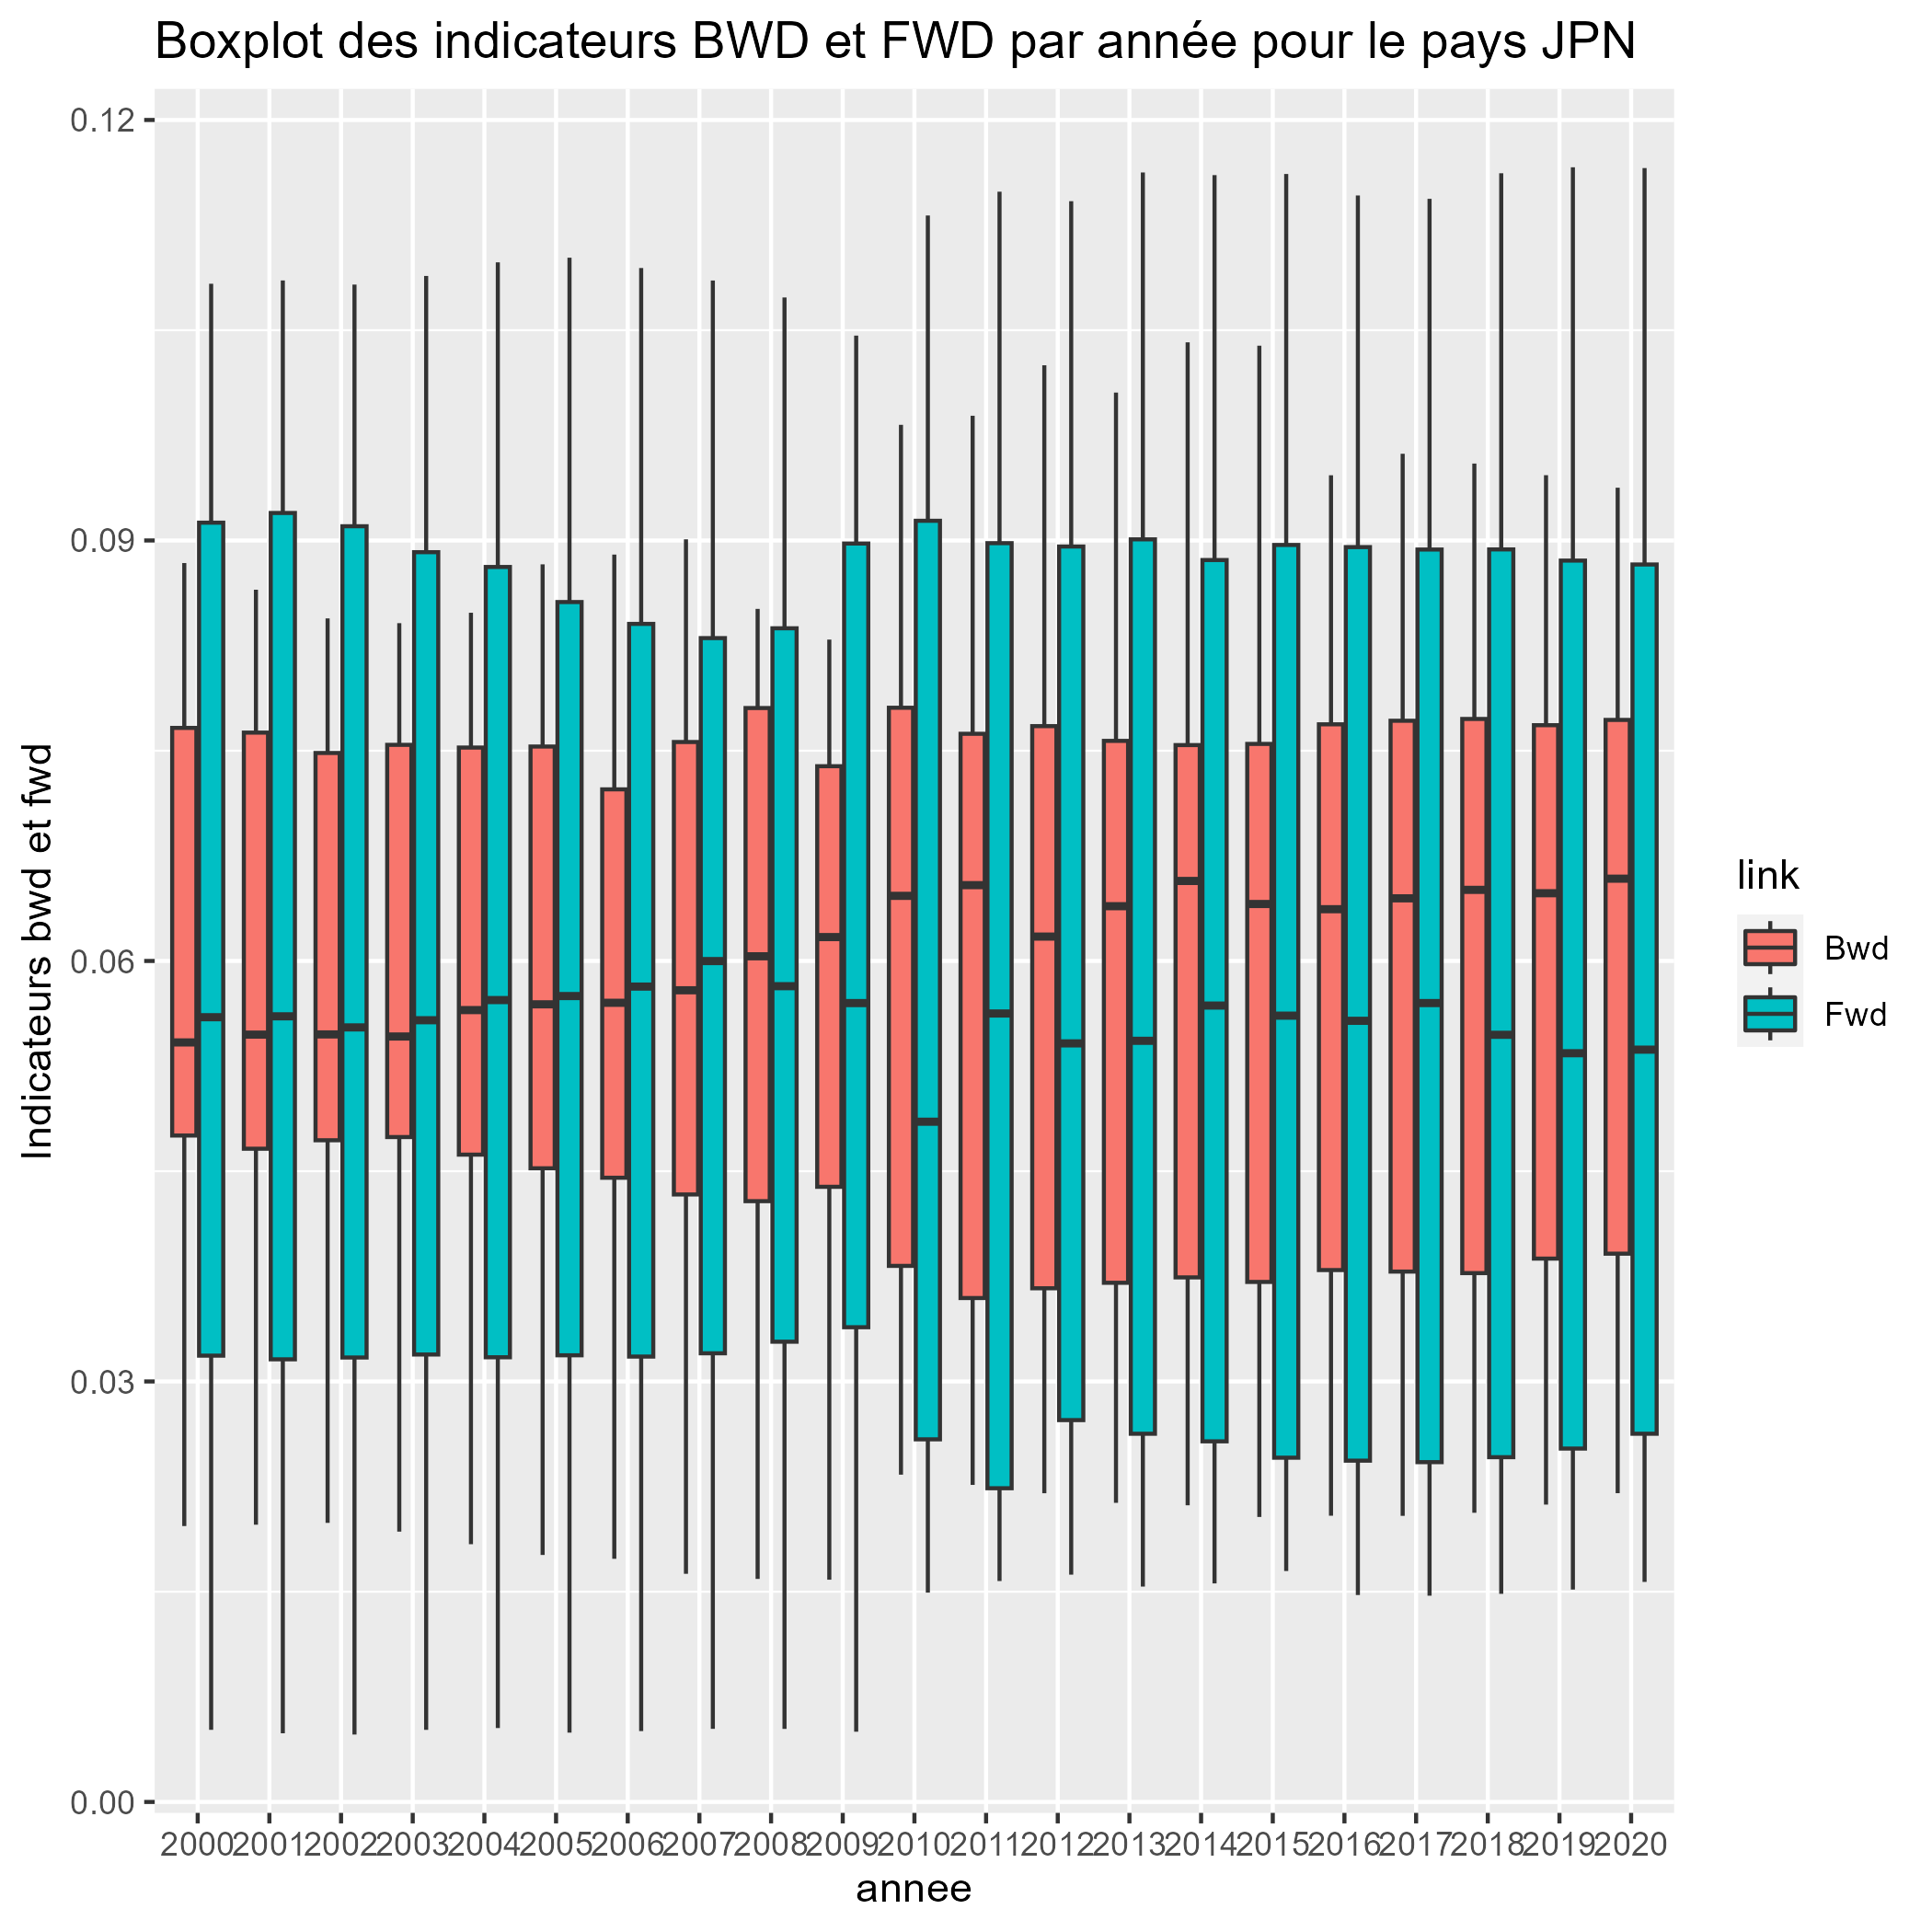 Boxplot des indicateurs BWD et FWD par année pour le pays JPN
0.12
0.09
0.06
0.03
0.00
Indicateurs bwd et fwd
2000 2001 2002 2003 2004 2005 2006 2007 2008 2009 2010 2011 2012 2013 2014 2015 2016 2017 2018 2019 2020
annee
link
Bwd
Fwd